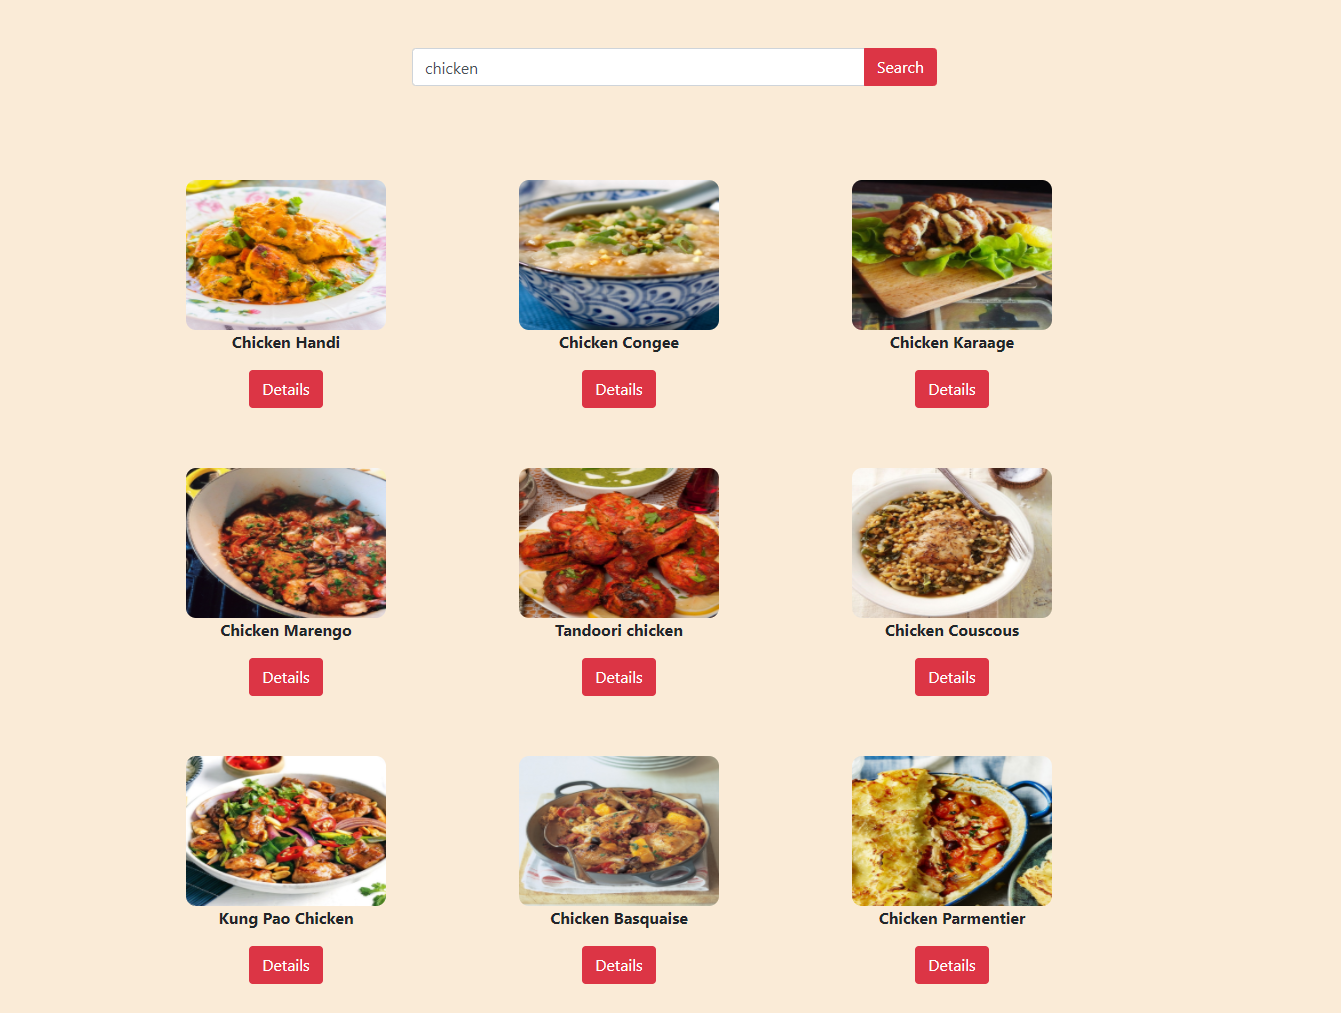 chicken Search
Chicken Handi Chicken Congee Chicken Karaage
Details Details Details
Chicken Marengo Tandoori chicken Chicken Couscous
Details Details Details
Kung Pao Chicken Chicken Basquaise Chicken Parmentier
Details Details Details